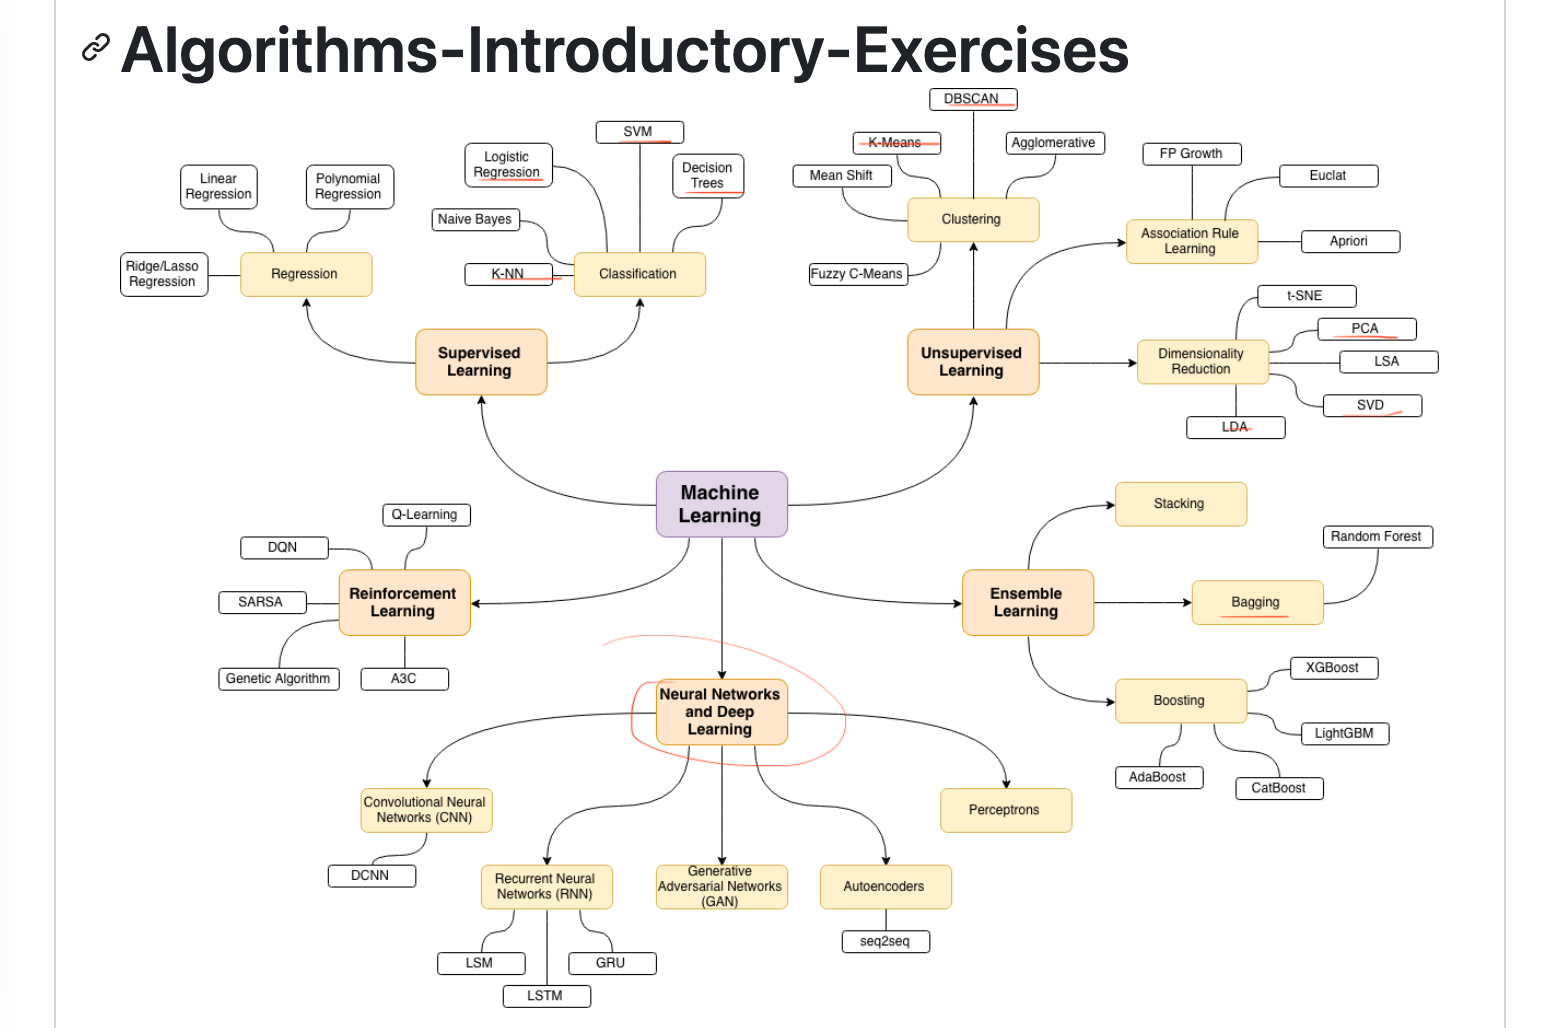 Algorithms-Introductory-Exercises
DBSCAN
SVM
K-Means
Agglomerative
Logistic
Regression
FP Growth
Linear
Regression
Polynomial
Regression
Decision
Trees
Mean Shift
Euclat
Naive Bayes
Clustering
Association Rule
Learning
Apriori
Ridge/Lasso
Regression
Regression
K-NN
Classification
Fuzzy C-Means
t-SNE
PCA
Supervised
Learning
Unsupervised
Learning
Dimensionality
Reduction
LSA
SVD
LDA
Machine
Learning
Stacking
Q-Learning
DQN
Random Forest
SARSA
Reinforcement
Learning
Ensemble
Learning
Bagging
Genetic Algorithm
A3C
XGBoost
Neural Networks
and Deep
Learning
Boosting
LightGBM
AdaBoost
CatBoost
Convolutional Neural
Networks (CNN)
Perceptrons
DCNN
Recurrent Neural
Networks (RNN)
Generative
Adversarial Networks
(GAN)
Autoencoders
seq2seq
LSM
GRU
LSTM